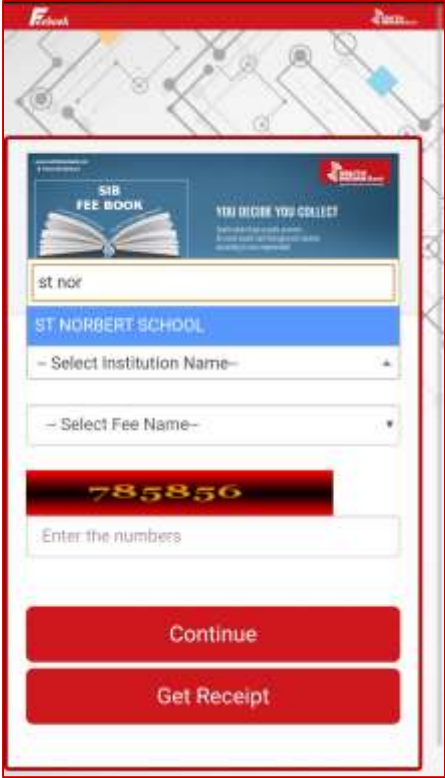 Feebook
SIB
FEE BOOK
YOU DECIDE YOU COLLECT
st nor
ST NORBERT SCHOOL
-- Select Institution Name--
-- Select Fee Name--
785856
Enter the numbers
Continue
Get Receipt